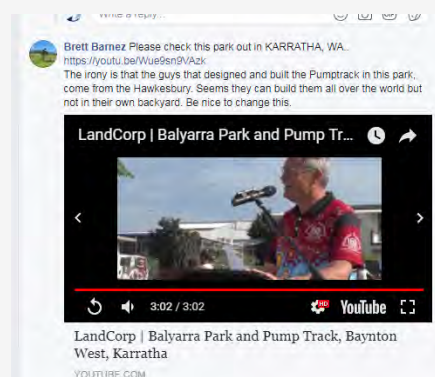 Write a reply...
Brett Barnez Please check this park out in KARRATHA, WA..
https://youtu.be/Wue9sn9VAzk
The irony is that the guys that designed and built the Pumptrack in this park,
come from the Hawkesbury. Seems they can build them all over the world but
not in their own backyard. Be nice to change this.
LandCorp | Balyarra Park and Pump Tr...
3:02 / 3:02
HD
YouTube
LandCorp | Balyarra Park and Pump Track, Baynton
West, Karratha
YOUTUBE.COM